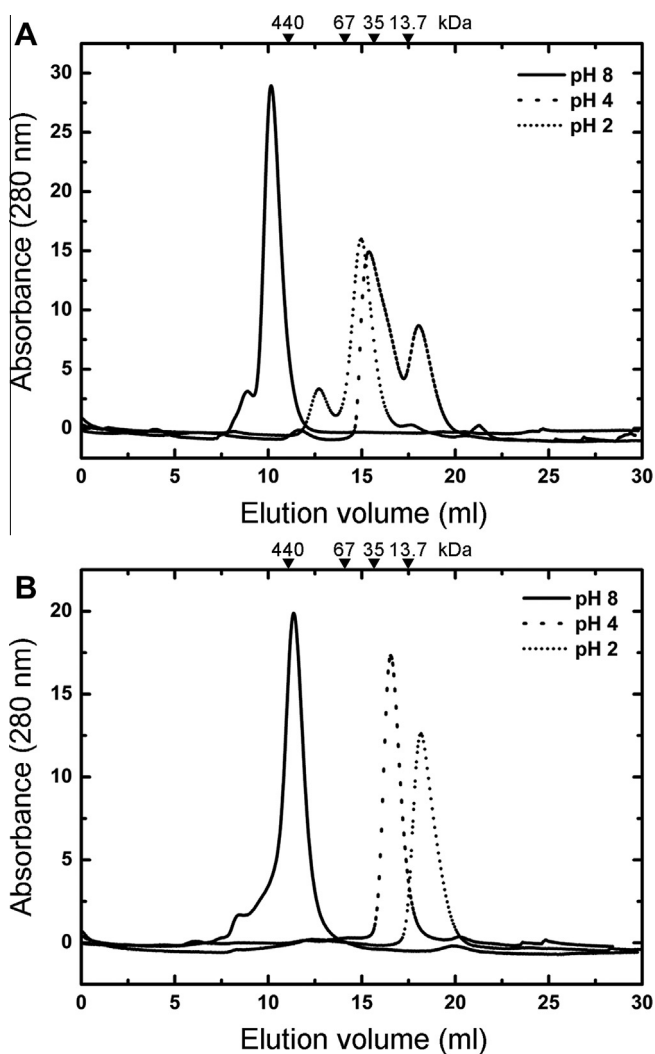 A
440 67 35 13.7 kDa
30
25
20
15
10
5
0
pH 8
pH 4
pH 2
Absorbance (280 nm)
0 5 10 15 20 25 30
Elution volume (ml)
B
440 67 35 13.7 kDa
20
15
10
5
0
pH 8
pH 4
pH 2
Absorbance (280 nm)
0 5 10 15 20 25 30
Elution volume (ml)